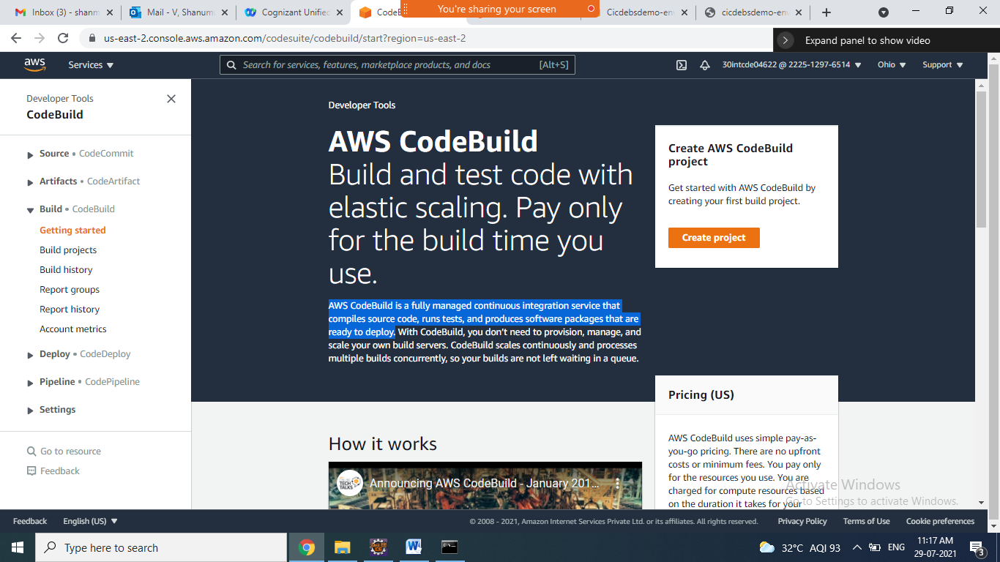 Inbox (3) - shanm
Mail - V, Shanumu
Cognizant Unified
CodeB
You're sharing your screen
Cicdebsdemo-en
cicdebsdemo-env
us-east-2.console.aws.amazon.com/codesuite/codebuild/start?region=us-east-2
Expand panel to show video
aws
Services
Search for services, features, marketplace products, and docs
[Alt+S]
30intcde04622 @ 2225-1297-6514
Ohio
Support
Developer Tools
CodeBuild
Source • CodeCommit
Artifacts • CodeArtifact
Build • CodeBuild
Getting started
Build projects
Build history
Report groups
Report history
Account metrics
Deploy • CodeDeploy
Pipeline • CodePipeline
Settings
Go to resource
Feedback
Developer Tools
AWS CodeBuild
Build and test code with
elastic scaling. Pay only
for the build time you
use.
AWS CodeBuild is a fully managed continuous integration service that
compiles source code, runs tests, and produces software packages that are
ready to deploy. With CodeBuild, you don't need to provision, manage, and
scale your own build servers. CodeBuild scales continuously and processes
multiple builds concurrently, so your builds are not left waiting in a queue.
Create AWS CodeBuild
project
Get started with AWS CodeBuild by
creating your first build project.
Create project
How it works
TECH
TALKS
Announcing AWS CodeBuild - January 201...
Pricing (US)
AWS CodeBuild uses simple pay-as-
you-go pricing. There are no upfront
costs or minimum fees. You pay only
for the resources you use. You are
charged for compute resources based
on the duration it takes for your
Activate Windows
Go to Settings to activate Windows.
Feedback
English (US)
© 2008 - 2021, Amazon Internet Services Private Ltd. or its affiliates. All rights reserved.
Privacy Policy
Terms of Use
Cookie preferences
Type here to search
32°C AQI 93
ENG
11:17 AM
29-07-2021
3